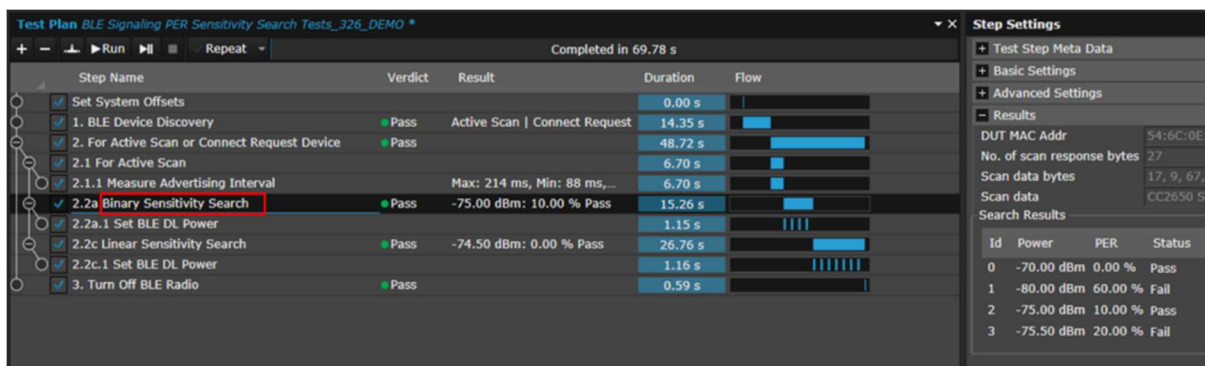 Test Plan BLE Signaling PER Sensitivity Search Tests_326_DEMO *
Run Repeat Completed in 69.78 s
Step Name Verdict Result Duration Flow
Set System Offsets 0.00 s
1. BLE Device Discovery Pass Active Scan | Connect Request 14.35 s
2. For Active Scan or Connect Request Device Pass 48.72 s
2.1 For Active Scan 6.70 s
2.1.1 Measure Advertising Interval Max: 214 ms, Min: 88 ms,... 6.70 s
2.2a Binary Sensitivity Search Pass -75.00 dBm: 10.00 % Pass 15.26 s
2.2a.1 Set BLE DL Power 1.15 s
2.2c Linear Sensitivity Search Pass -74.50 dBm: 0.00 % Pass 26.76 s
2.2c.1 Set BLE DL Power 1.16 s
3. Turn Off BLE Radio Pass 0.59 s
Step Settings
Test Step Meta Data
Basic Settings
Advanced Settings
Results
DUT MAC Addr 54:6C:0E
No. of scan response bytes 27
Scan data bytes 17, 9, 67,
Scan data CC2650 S
Search Results
Id Power PER Status
0 -70.00 dBm 0.00 % Pass
1 -80.00 dBm 60.00 % Fail
2 -75.00 dBm 10.00 % Pass
3 -75.50 dBm 20.00 % Fail